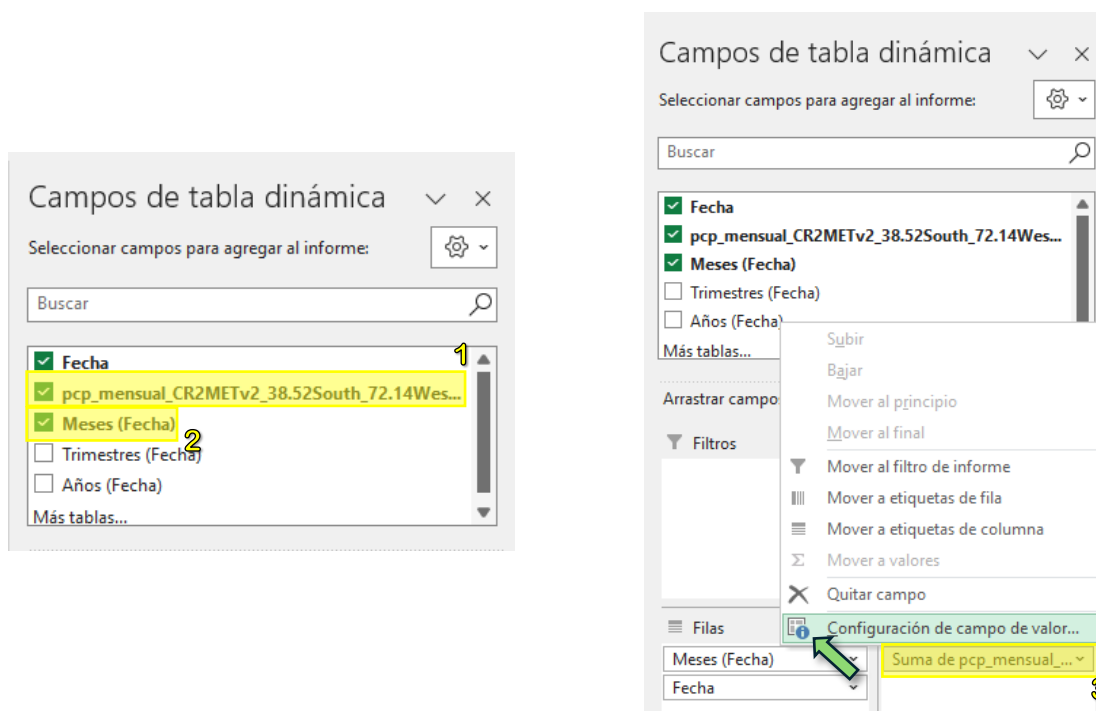 Campos de tabla dinámica
Seleccionar campos para agregar al informe:
Buscar
Fecha
1
pcp_mensual_CR2METv2_38.52South_72.14Wes...
Meses (Fecha)
2
Trimestres (Fecha)
Años (Fecha)
Más tablas...
Campos de tabla dinámica
Seleccionar campos para agregar al informe:
Buscar
Fecha
pcp_mensual_CR2METv2_38.52South_72.14Wes...
Meses (Fecha)
Trimestres (Fecha)
Años (Fecha)
Más tablas...
Arrastrar campo
Filtros
Subir
Bajar
Mover al principio
Mover al final
Mover al filtro de informe
Mover a etiquetas de fila
Mover a etiquetas de columna
Σ Mover a valores
Quitar campo
Configuración de campo de valor...
Filas
Meses (Fecha)
Fecha
Suma de pcp_mensual_...
3